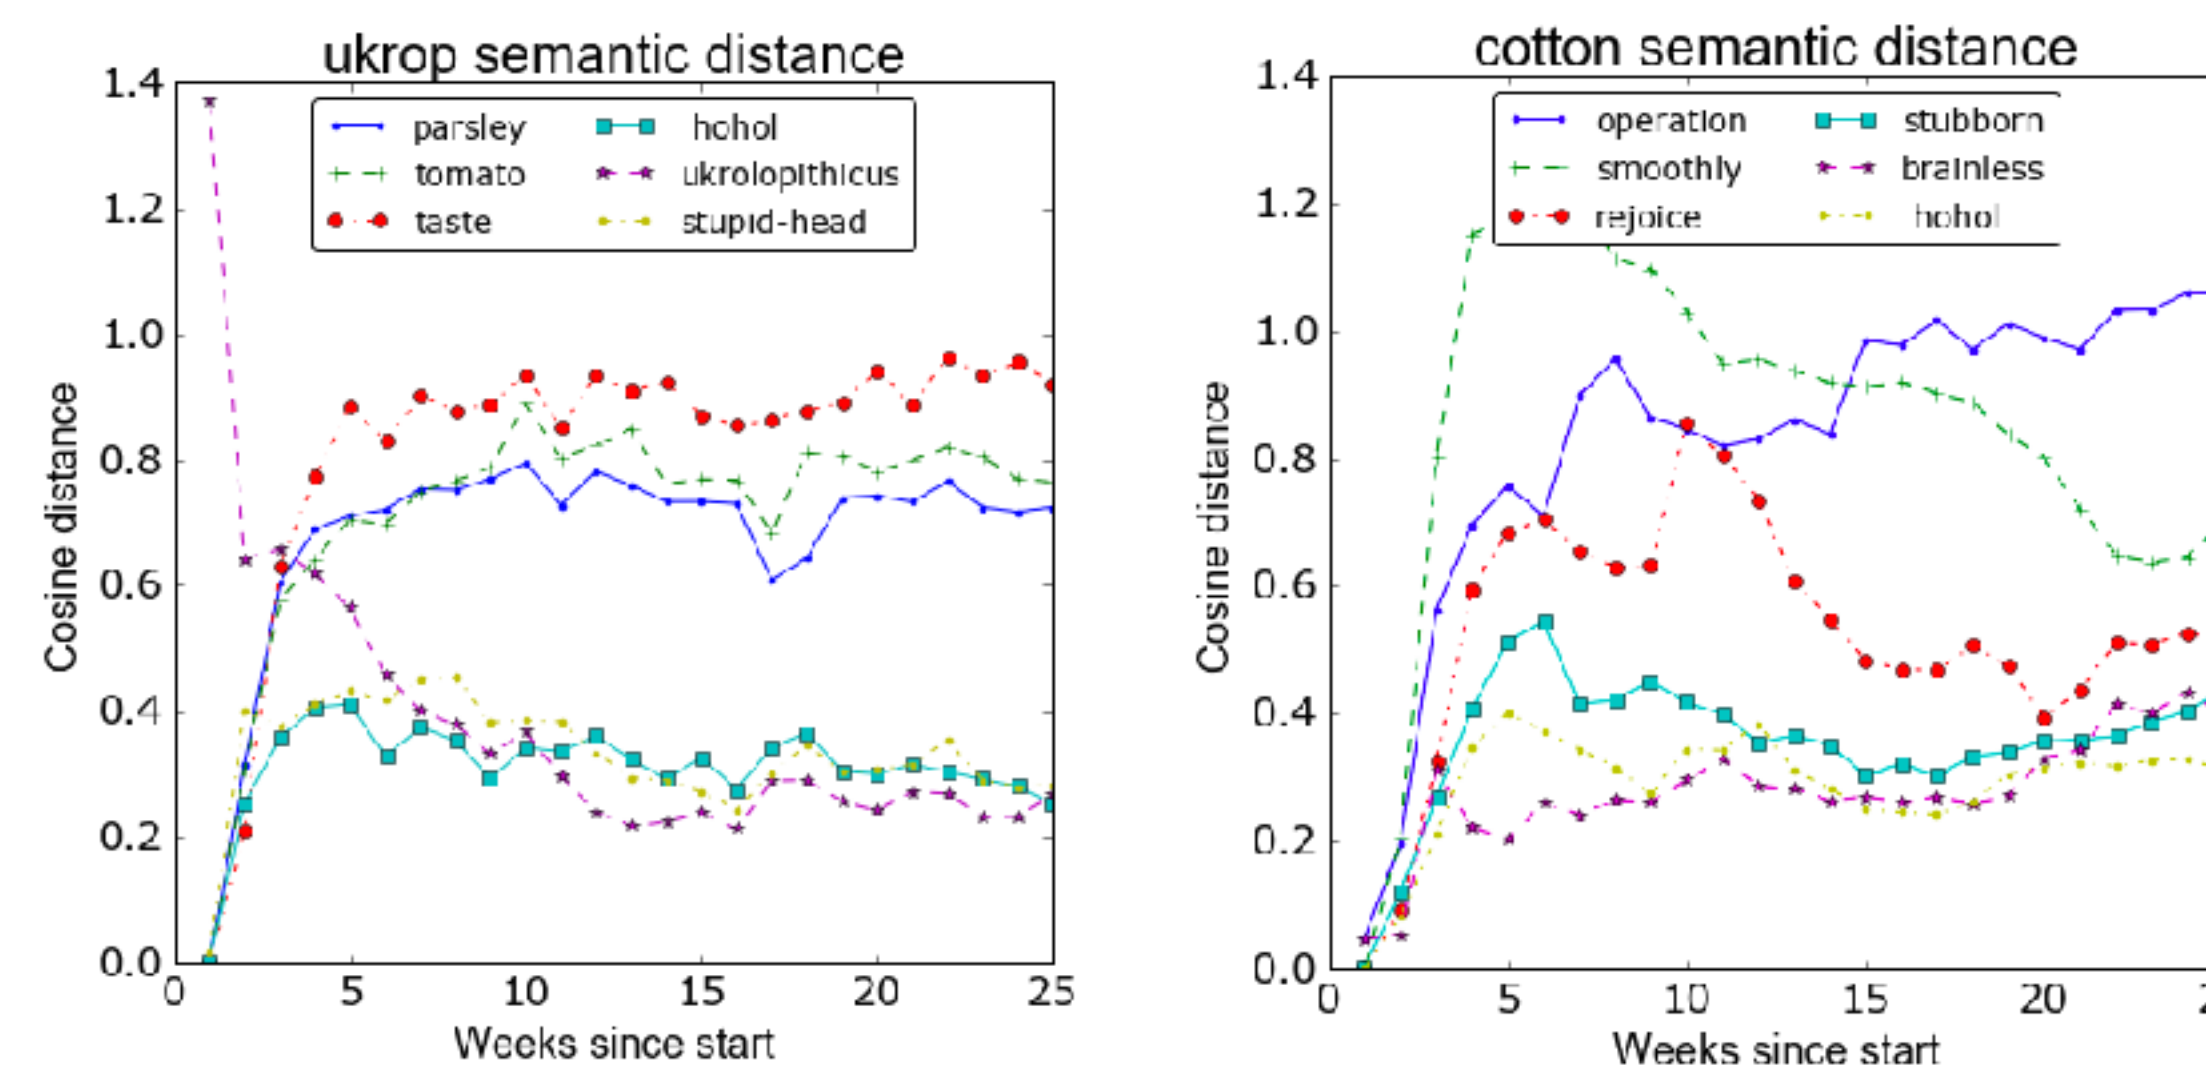 ukrop semantic distance
1.4
1.2
1.0
0.8
0.6
0.4
0.2
0.0
Cosine distance
parsley
tomato
taste
hohol
ukrolopithicus
stupid-head
0 5 10 15 20 25
Weeks since start
cotton semantic distance
1.4
1.2
1.0
0.8
0.6
0.4
0.2
0.0
Cosine distance
operation
smoothly
rejoice
stubborn
brainless
hohol
0 5 10 15 20
Weeks since start